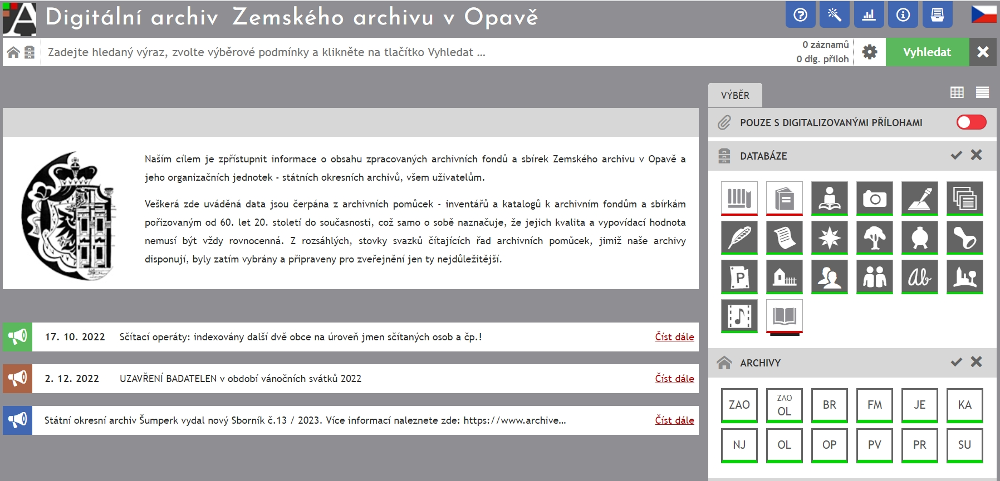 Digitální archiv Zemského archivu v Opavě
Zadejte hledaný výraz, zvolte výběrové podmínky a klikněte na tlačítko Vyhledat ...
0 záznamů
0 dig. příloh
Vyhledat
VÝBĚR
POUZE S DIGITALIZOVANÝMI PŘÍLOHAMI
DATABÁZE
Naším cílem je zpřístupnit informace o obsahu zpracovaných archivních fondů a sbírek Zemského archivu v Opavě a
jeho organizačních jednotek - státních okresních archivů, všem uživatelům.
Veškerá zde uváděná data jsou čerpána z archivních pomůcek - inventářů a katalogů k archivním fondům a sbírkám
pořizovaným od 60. let 20. století do současnosti, což samo o sobě naznačuje, že jejich kvalita a vypovídací hodnota
nemusí být vždy rovnocenná. Z rozsáhlých, stovky svazků čítajících řad archivních pomůcek, jimiž naše archivy
disponují, byly zatím vybrány a připraveny pro zveřejnění jen ty nejdůležitější.
P
Ab
17. 10. 2022 Sčítací operáty: indexovány další dvě obce na úroveň jmen sčítaných osob a čp.! Číst dále
2. 12. 2022 UZAVŘENÍ BADATELEN v období vánočních svátků 2022 Číst dále
Státní okresní archiv Šumperk vydal nový Sborník č.13 / 2023. Více informací naleznete zde: https://www.archive... Číst dále
ARCHIVY
ZAO
ZAO
OL
BR
FM
JE
KA
NJ
OL
OP
PV
PR
SU